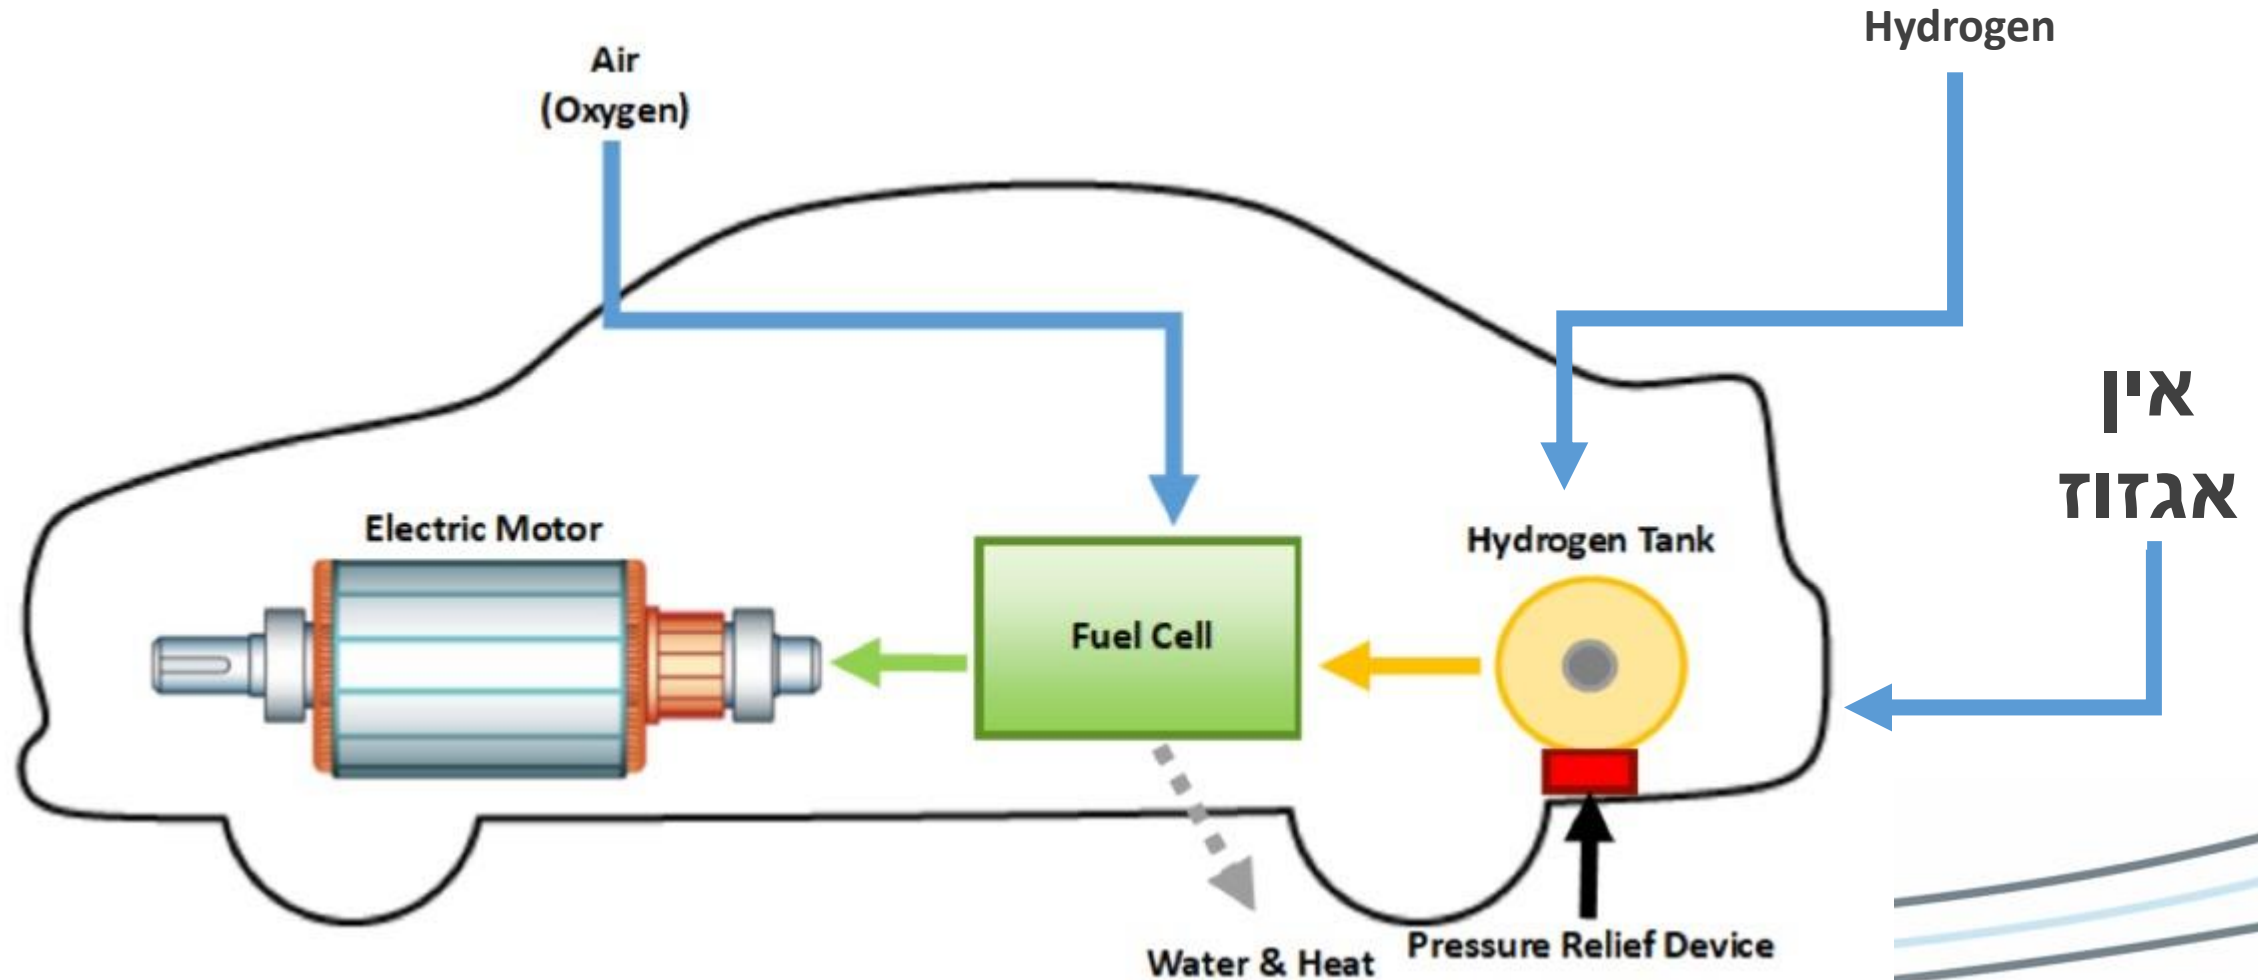 Hydrogen
Air
(Oxygen)
אין
אגזוז
Electric Motor
Hydrogen Tank
Fuel Cell
Pressure Relief Device
Water & Heat